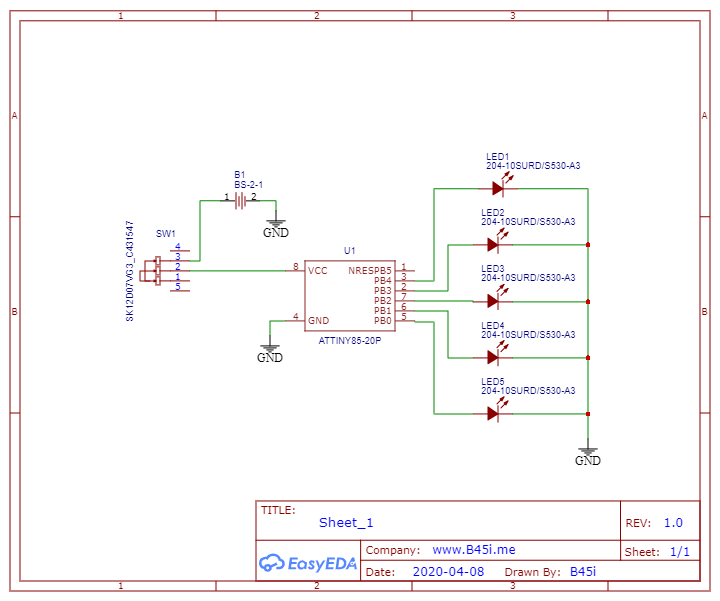 1 2 3
A A
B B
LED1
204-10SURD/S530-A3
B1
BS-2-1
1 2
GND
LED2
204-10SURD/S530-A3
SK12D07VG3_C431547
SW1
4
3
2
1
5
U1
8 VCC NRESPB5 1
PB4 3
PB3 2
PB2 7
PB1 6
4 GND PB0 5
ATTINY85-20P
GND
LED3
204-10SURD/S530-A3
LED4
204-10SURD/S530-A3
LED5
204-10SURD/S530-A3
GND
TITLE:
Sheet_1
REV: 1.0
EasyEDA
Company: www.B45i.me
Sheet: 1/1
Date: 2020-04-08 Drawn By: B45i
1 2 3